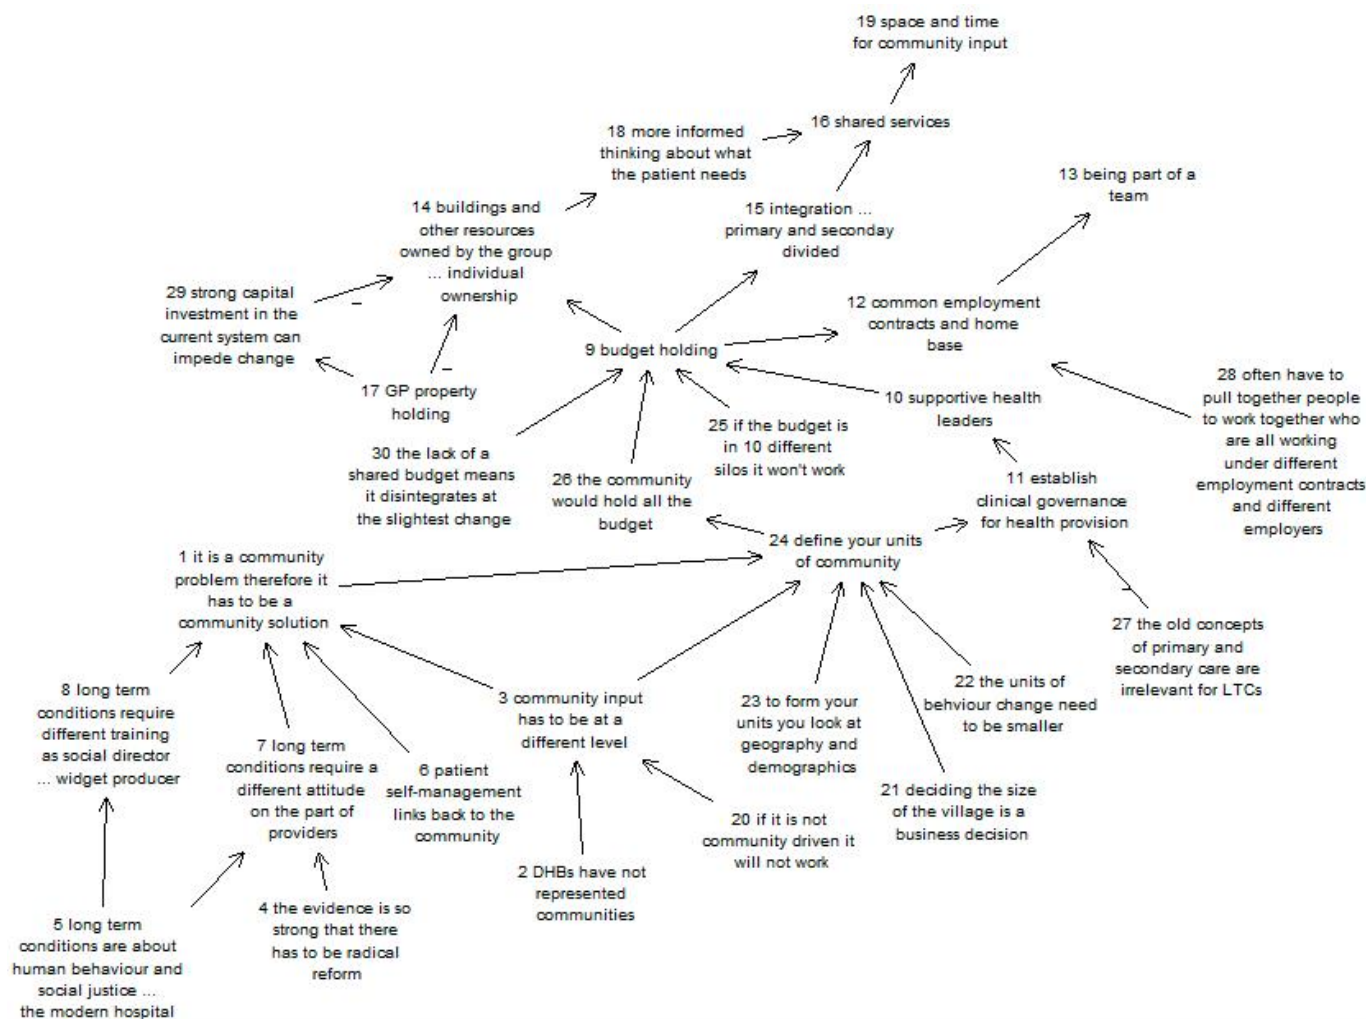 19 space and time
for community input
16 shared services
18 more informed
thinking about what
the patient needs
13 being part of a
team
14 buildings and
other resources
owned by the group
... individual
ownership
15 integration ...
primary and seconday
divided
29 strong capital
investment in the
current system can
impede change
12 common employment
contracts and home
base
9 budget holding
17 GP property
holding
10 supportive health
leaders
28 often have to
pull together people
to work together who
are all working
under different
employment contracts
and different
employers
25 if the budget is
in 10 different
silos it won't work
30 the lack of a
shared budget means
it disintegrates at
the slightest change
26 the community
would hold all the
budget
11 establish
clinical governance
for health provision
24 define your units
of community
1 it is a community
problem therefore it
has to be a
community solution
27 the old concepts
of primary and
secondary care are
irrelevant for LTCs
8 long term
conditions require
different training
as social director
... widget producer
3 community input
has to be at a
different level
23 to form your
units you look at
geography and
demographics
22 the units of
behviour change need
to be smaller
7 long term
conditions require a
different attitude
on the part of
providers
6 patient
self-management
links back to the
community
21 deciding the size
of the village is a
business decision
20 if it is not
community driven it
will not work
2 DHBs have not
represented
communities
4 the evidence is so
strong that there
has to be radical
reform
5 long term
conditions are about
human behaviour and
social justice ...
the modern hospital